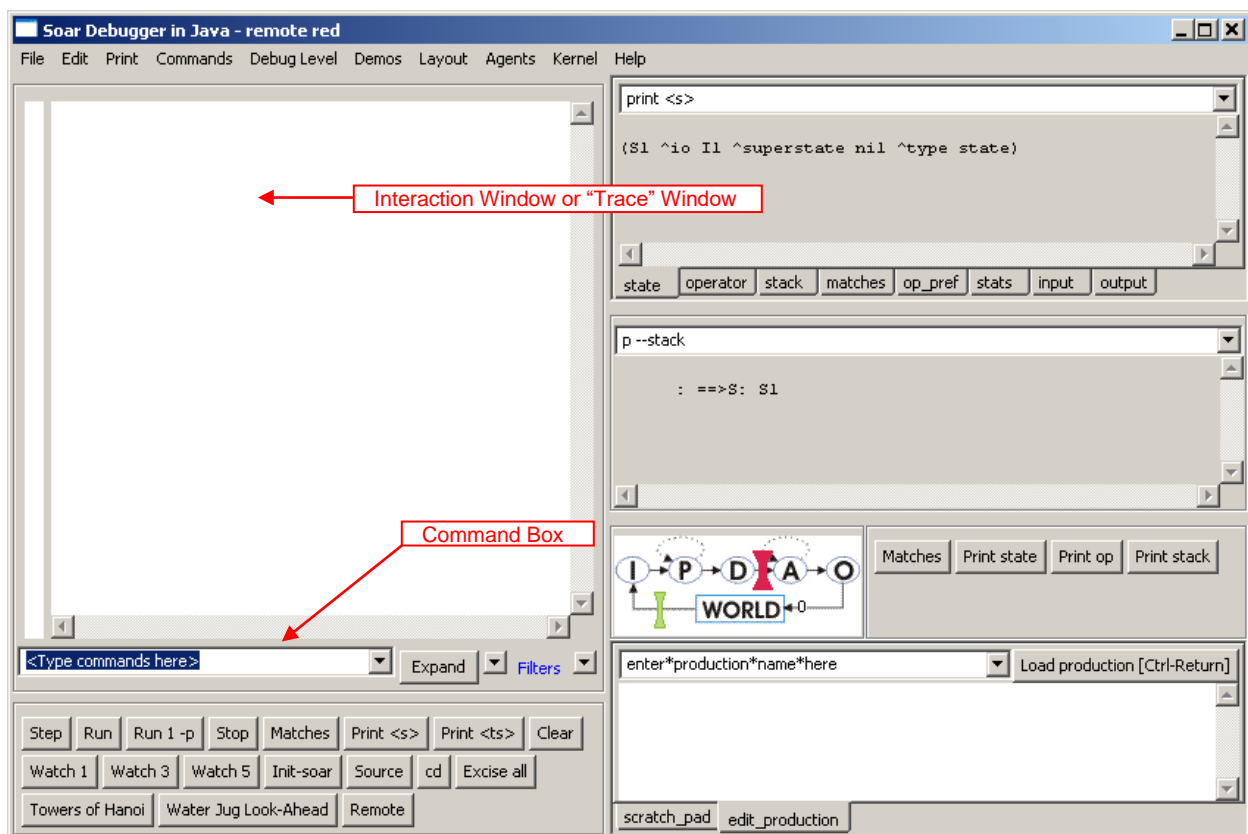 Soar Debugger in Java - remote red
File Edit Print Commands Debug Level Demos Layout Agents Kernel Help
Interaction Window or “Trace” Window
Command Box
<Type commands here>
Expand Filters
Step Run Run 1 -p Stop Matches Print <s> Print <ts> Clear
Watch 1 Watch 3 Watch 5 Init-soar Source cd Excise all
Towers of Hanoi Water Jug Look-Ahead Remote
print <s>
(S1 ^io I1 ^superstate nil ^type state)
state operator stack matches op_pref stats input output
p --stack
: ==>S: S1
I P D A O
WORLD 0
Matches Print state Print op Print stack
enter*production*name*here Load production [Ctrl-Return]
scratch_pad edit_production